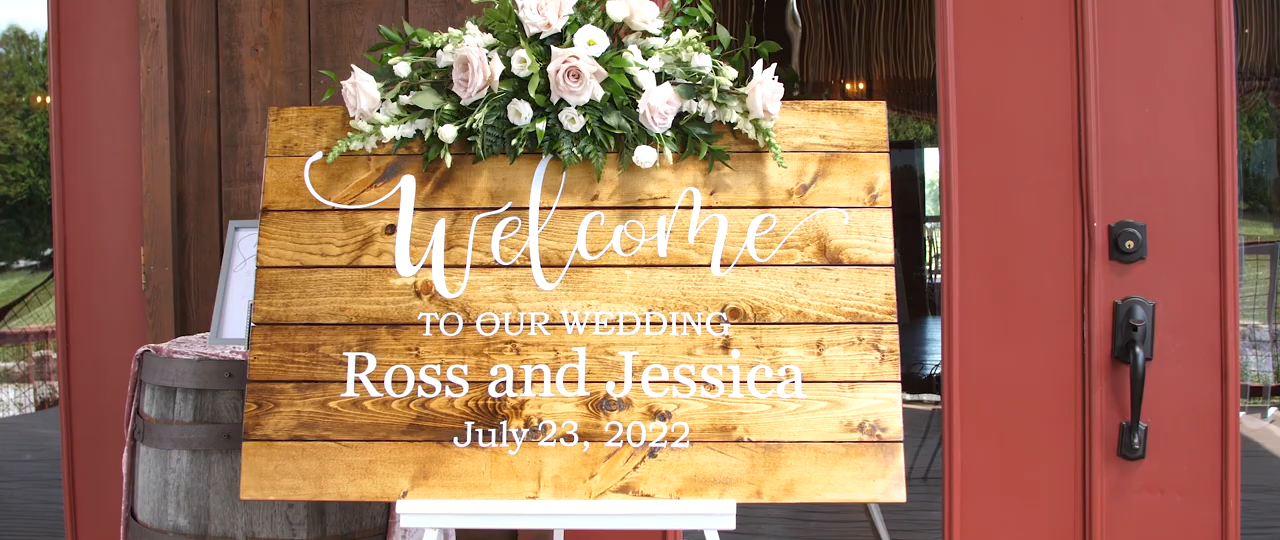 Welcome
TO OUR WEDDING
Ross and Jessica
July 23, 2022